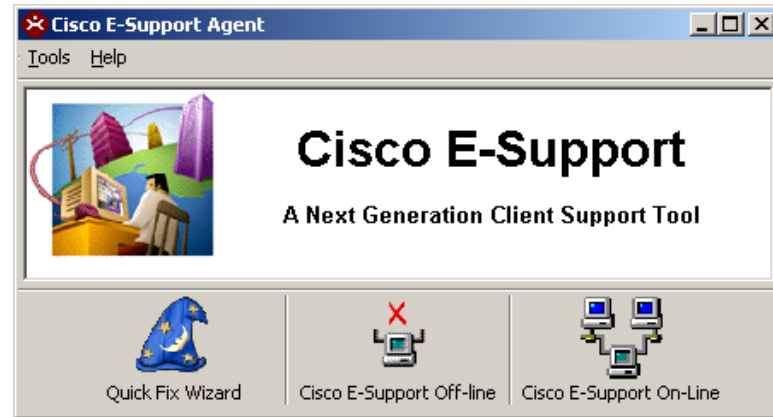 Cisco E-Support Agent
Tools Help
Cisco E-Support
A Next Generation Client Support Tool
Quick Fix Wizard Cisco E-Support Off-line Cisco E-Support On-Line